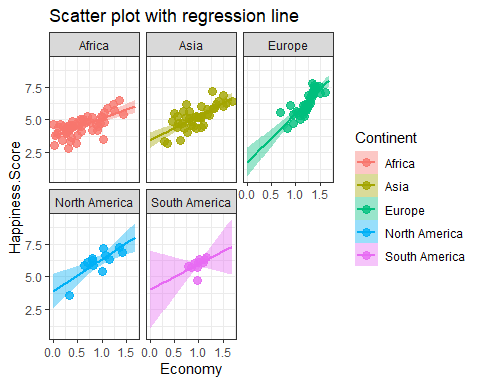 Scatter plot with regression line
Africa
Asia
Europe
7.5
5.0
2.5
0.0 0.5 1.0 1.5
North America
South America
7.5
5.0
2.5
0.0 0.5 1.0 1.5
0.0 0.5 1.0 1.5
Happiness.Score
Economy
Continent
Africa
Asia
Europe
North America
South America